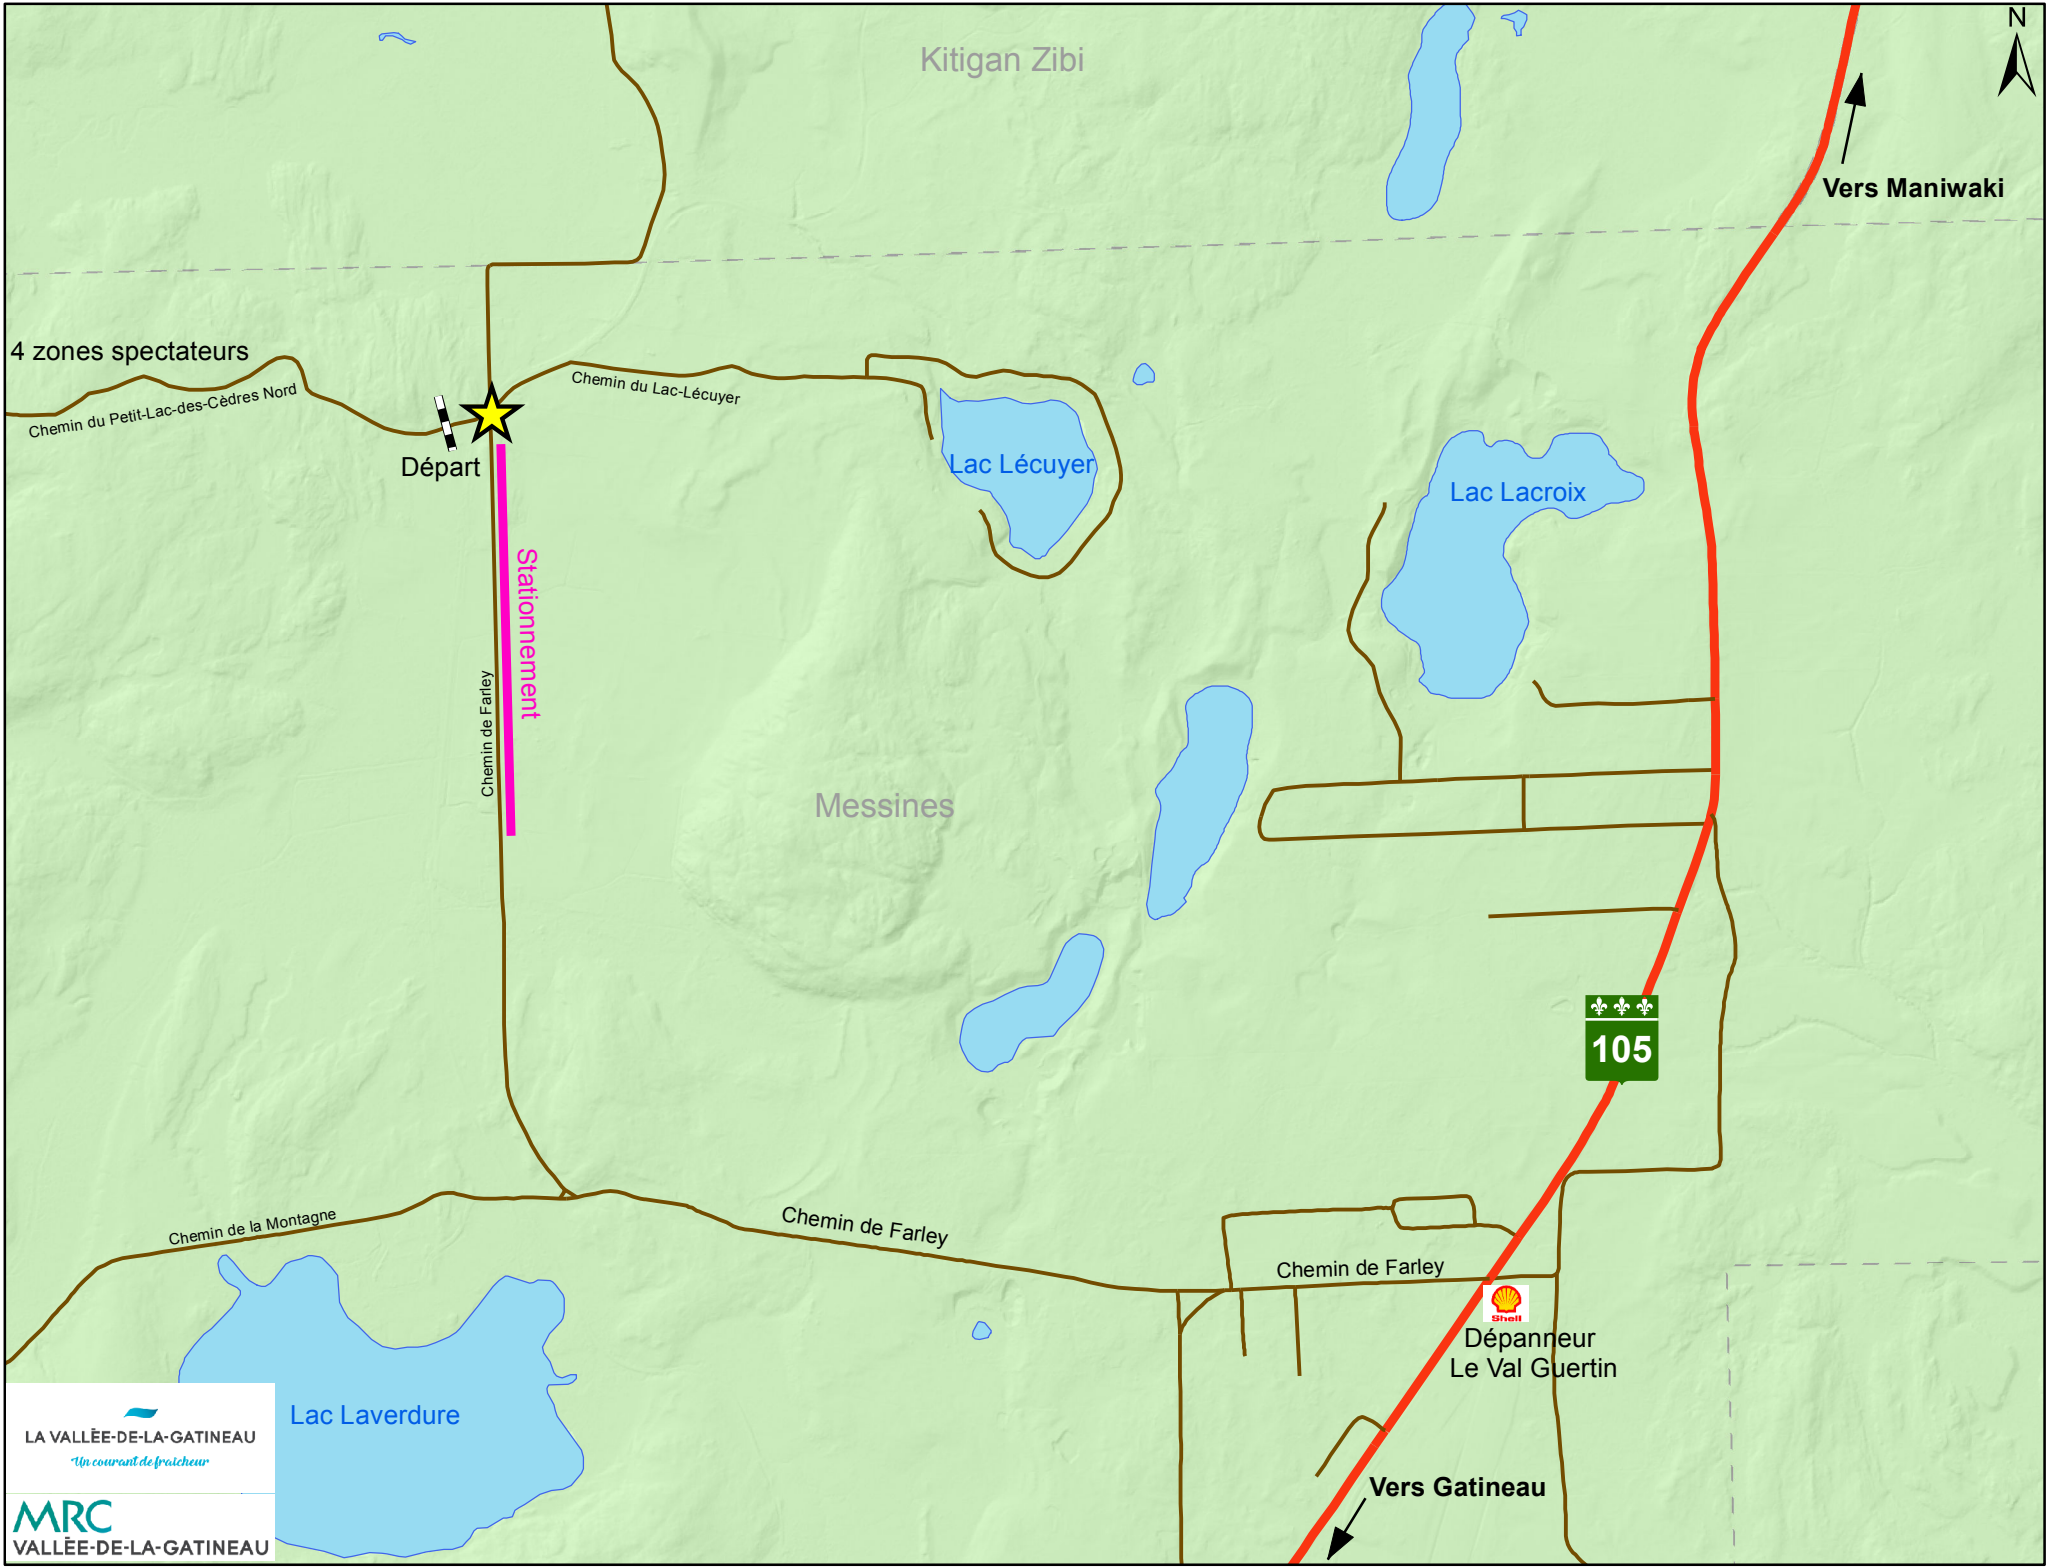 N
Kitigan Zibi
Vers Maniwaki
4 zones spectateurs
Chemin du Petit-Lac-des-Cèdres Nord
Chemin du Lac-Lécuyer
Départ
Lac Lécuyer
Lac Lacroix
Stationnement
Chemin de Farley
Messines
105
Chemin de la Montagne
Chemin de Farley
Chemin de Farley
Shell
Dépanneur
Le Val Guertin
Lac Laverdure
Vers Gatineau
LA VALLÉE-DE-LA-GATINEAU
Un courant de fraîcheur
MRC
VALLÉE-DE-LA-GATINEAU